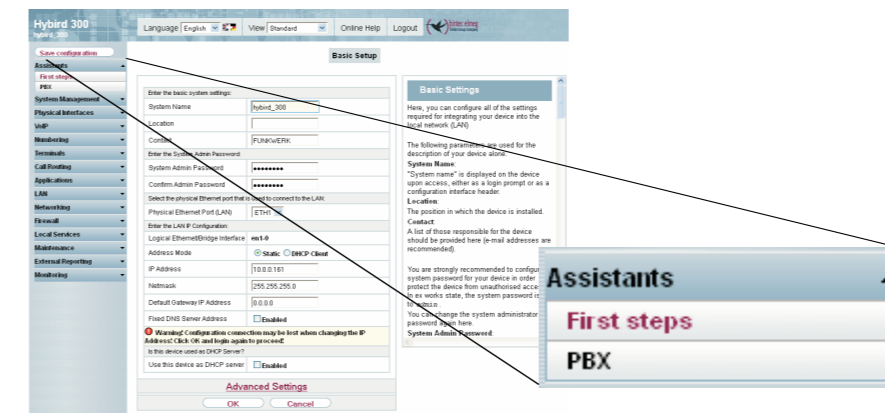 Hybird 300
hybird_300
Language English
View Standard
Online Help
Logout
bintec elmeg
Save configuration
Assistants
First steps
PBX
System Management
Physical Interfaces
VoIP
Numbering
Terminals
Call Routing
Applications
LAN
Networking
Firewall
Local Services
Maintenance
External Reporting
Monitoring
Basic Setup
Enter the basic system settings:
System Name hybird_300
Location
Contact FUNKWERK
Enter the System Admin Password:
System Admin Password ••••••••
Confirm Admin Password ••••••••
Select the physical Ethernet port that is used to connect to the LAN:
Physical Ethernet Port (LAN) ETH1
Enter the LAN IP Configuration:
Logical Ethernet/Bridge Interface en1-0
Address Mode Static DHCP Client
IP Address 10.0.0.161
Netmask 255.255.255.0
Default Gateway IP Address 0.0.0.0
Fixed DNS Server Address Enabled
Warning! Configuration connection may be lost when changing the IP
Address! Click OK and login again to proceed!
Is this device used as DHCP Server?
Use this device as DHCP server Enabled
Advanced Settings
OK Cancel
Basic Settings
Here, you can configure all of the settings
required for integrating your device into the
local network (LAN)
The following parameters are used for the
description of your device alone.
System Name:
"System name" is displayed on the device
upon access, either as a login prompt or as a
configuration interface header.
Location:
The position in which the device is installed.
Contact
A list of those responsible for the device
should be provided here (e-mail addresses are
recommended).
You are strongly recommended to configure
system password for your device in order
protect the device from unauthorised
In ex works state, the system password is
to admin.
You can change the system administrator
password again here.
System Admin Password:
Assistants
First steps
PBX